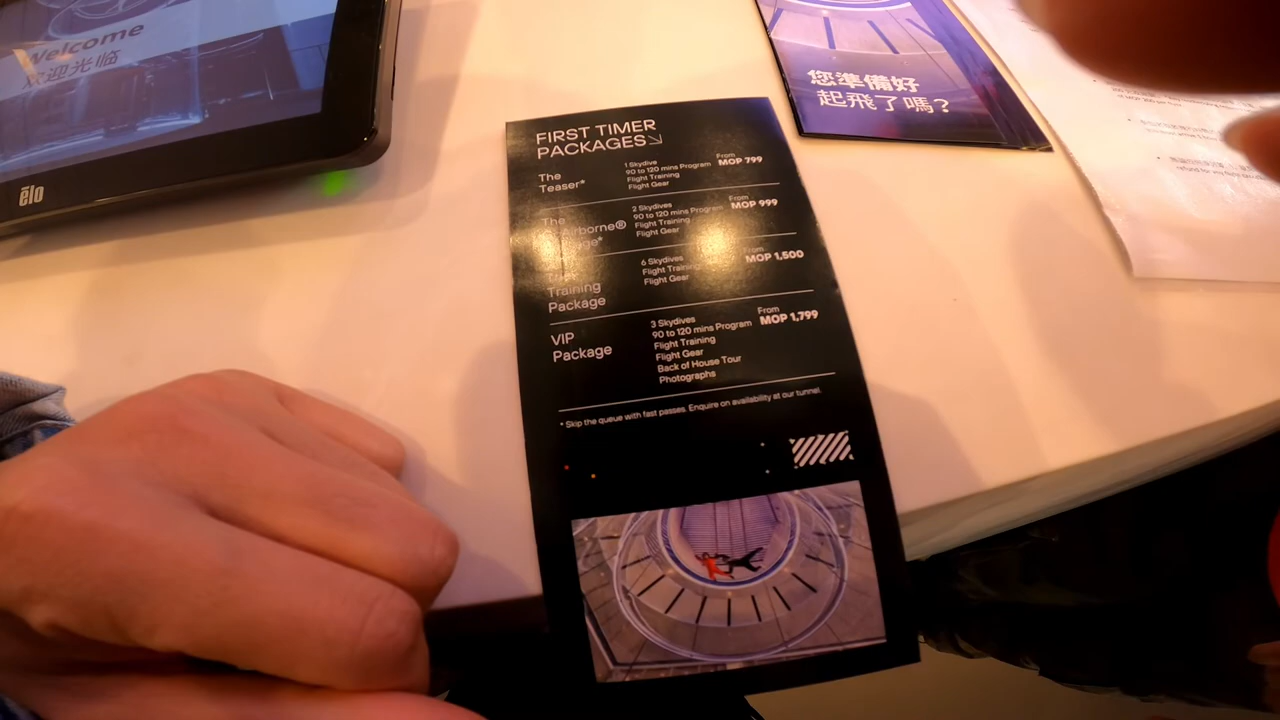 Welcome
欢迎光临
elo
您準備好
起飛了嗎?
FIRST TIMER
PACKAGES
The
Teaser*
1 Skydive
90 to 120 mins Program
Flight Training
Flight Gear
From
MOP 799
The
Airborne®
2 Skydives
90 to 120 mins Program
Flight Training
Flight Gear
From
MOP 999
Training
Package
6 Skydives
Flight Training
Flight Gear
From
MOP 1,500
VIP
Package
3 Skydives
90 to 120 mins Program
Flight Training
Flight Gear
Back of House Tour
Photographs
From
MOP 1,799
* Skip the queue with fast passes. Enquire on availability at our tunnel.